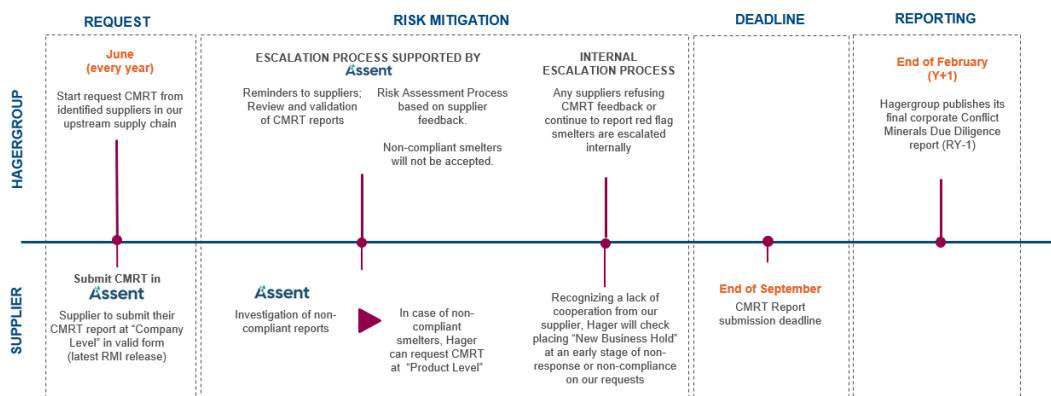 REQUEST
RISK MITIGATION
DEADLINE
REPORTING
HAGERGROUP
June
(every year)
Start request CMRT from
identified suppliers in our
upstream supply chain
ESCALATION PROCESS SUPPORTED BY
Assent
Reminders to suppliers;
Review and validation
of CMRT reports
Risk Assessment Process
based on supplier
feedback.
Non-compliant smelters
will not be accepted.
INTERNAL
ESCALATION PROCESS
Any suppliers refusing
CMRT feedback or
continue to report red flag
smelters are escalated
internally
End of February
(Y+1)
Hagergroup publishes its
final corporate Conflict
Minerals Due Diligence
report (RY-1)
SUPPLIER
Submit CMRT in
Assent
Supplier to submit their
CMRT report at “Company
Level” in valid form
(latest RMI release)
Assent
Investigation of non-
compliant reports
In case of non-
compliant
smelters, Hager
can request CMRT
at “Product Level”
Recognizing a lack of
cooperation from our
supplier, Hager will check
placing “New Business Hold”
at an early stage of non-
response or non-compliance
on our requests
End of September
CMRT Report
submission deadline